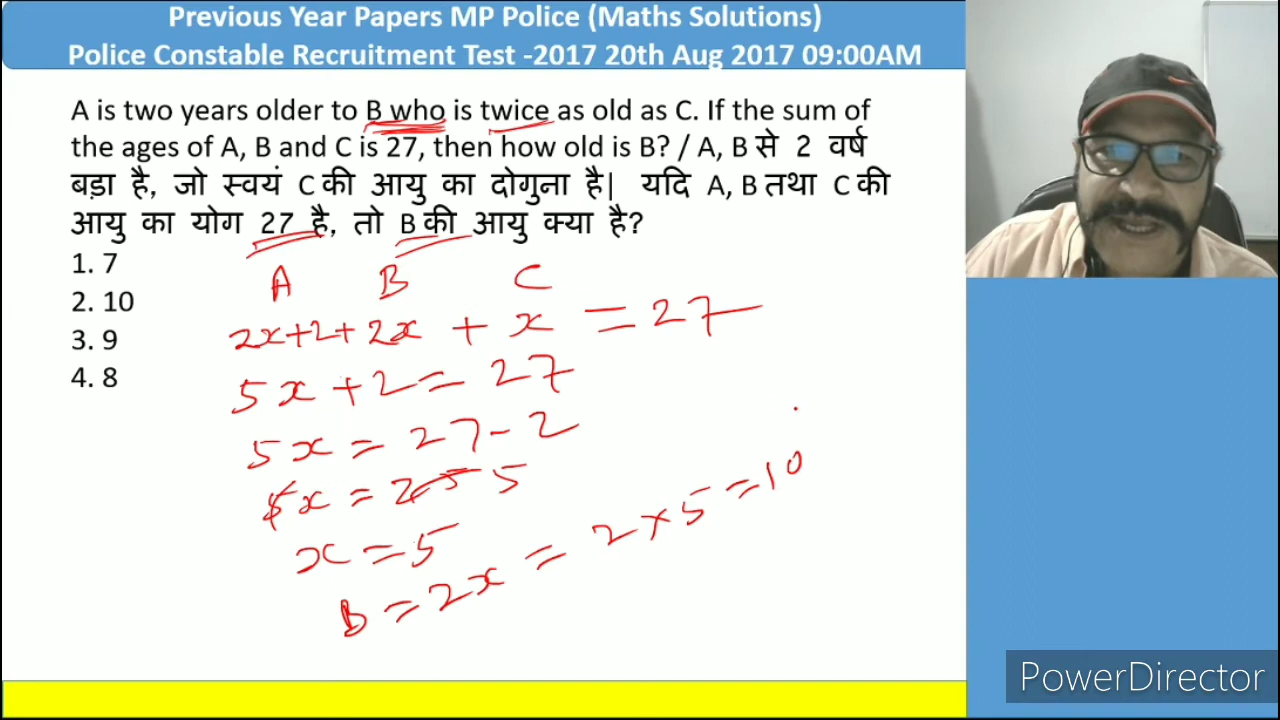 Previous Year Papers MP Police (Maths Solutions)
Police Constable Recruitment Test -2017 20th Aug 2017 09:00AM
A is two years older to B who is twice as old as C. If the sum of
the ages of A, B and C is 27, then how old is B? / A, B से 2 वर्ष
बड़ा है, जो स्वयं C की आयु का दोगुना है| यदि A, B तथा C की
आयु का योग 27 है, तो B की आयु क्या है?
1. 7
2. 10
3. 9
4. 8
A B C
2x+2+2x + x = 27
5x + 2 = 27
5x = 27 - 2
5x = 25 5
x = 5
B = 2x = 2 × 5 = 10
PowerDirector